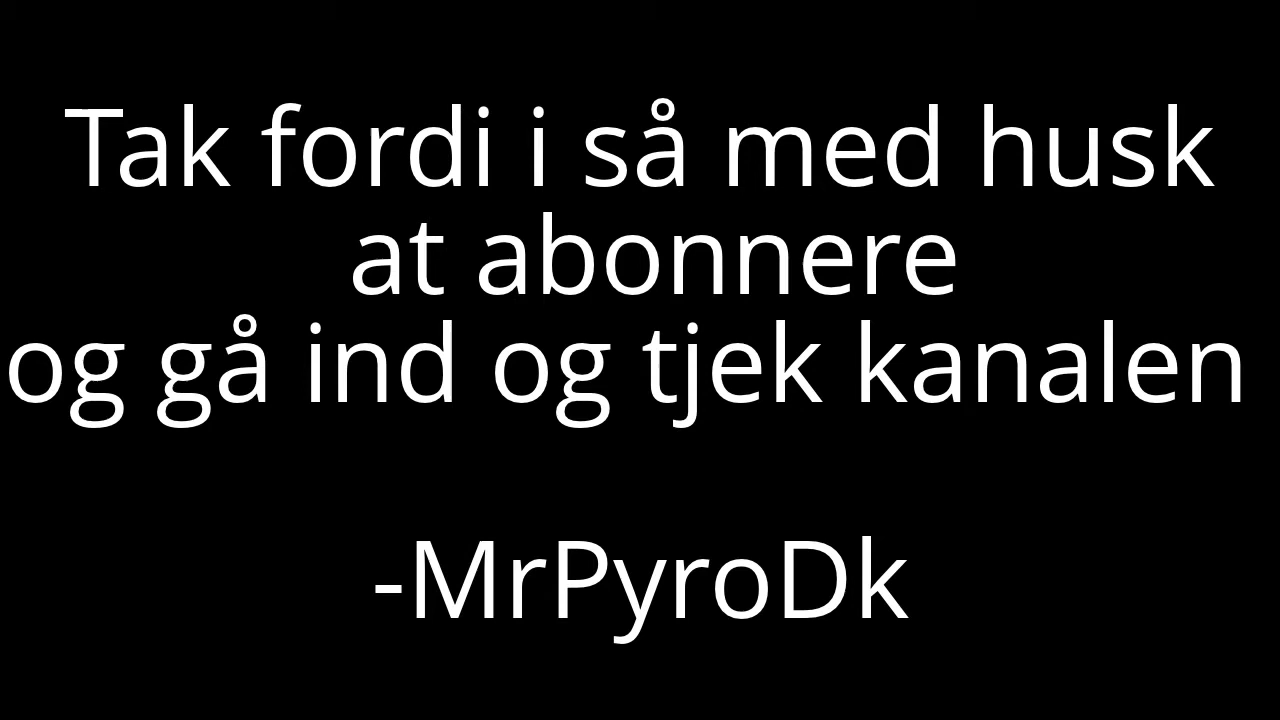 Tak fordi i så med husk
at abonnere
og gå ind og tjek kanalen
-MrPyroDk